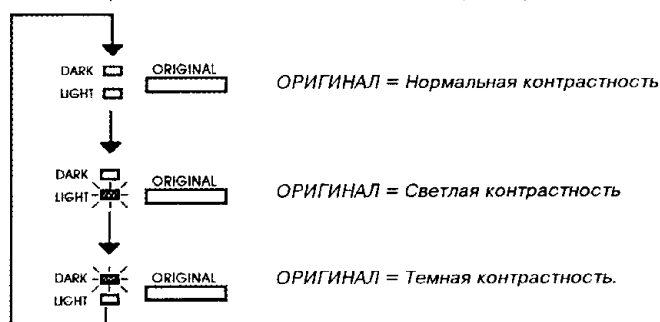 DARK ORIGINAL
LIGHT
ОРИГИНАЛ = Нормальная контрастность
DARK ORIGINAL
LIGHT
ОРИГИНАЛ = Светлая контрастность
DARK ORIGINAL
LIGHT
ОРИГИНАЛ = Темная контрастность.